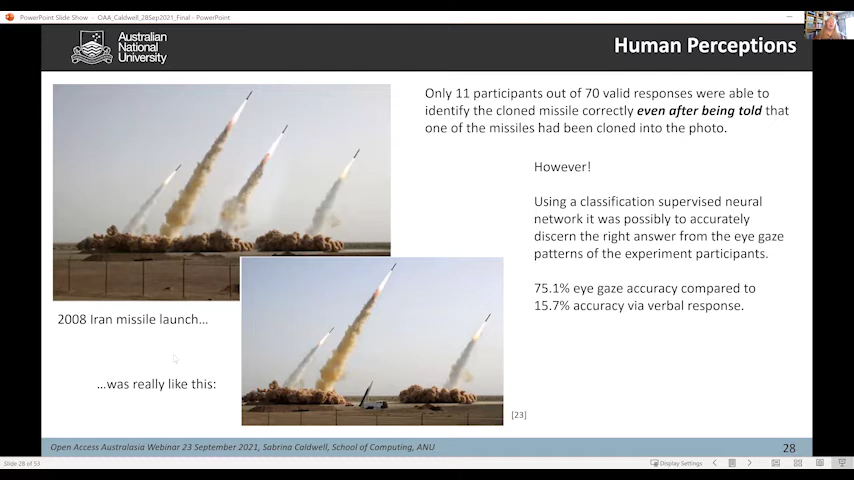 PowerPoint Slide Show - OAA_Caldwell_28Sep2021_Final - PowerPoint
Australian
National
University
Human Perceptions
Only 11 participants out of 70 valid responses were able to
identify the cloned missile correctly even after being told that
one of the missiles had been cloned into the photo.
However!
Using a classification supervised neural
network it was possibly to accurately
discern the right answer from the eye gaze
patterns of the experiment participants.
75.1% eye gaze accuracy compared to
15.7% accuracy via verbal response.
2008 Iran missile launch...
...was really like this:
[23]
Open Access Australasia Webinar 23 September 2021, Sabrina Caldwell, School of Computing, ANU
28
Slide 28 of 53
Display Settings